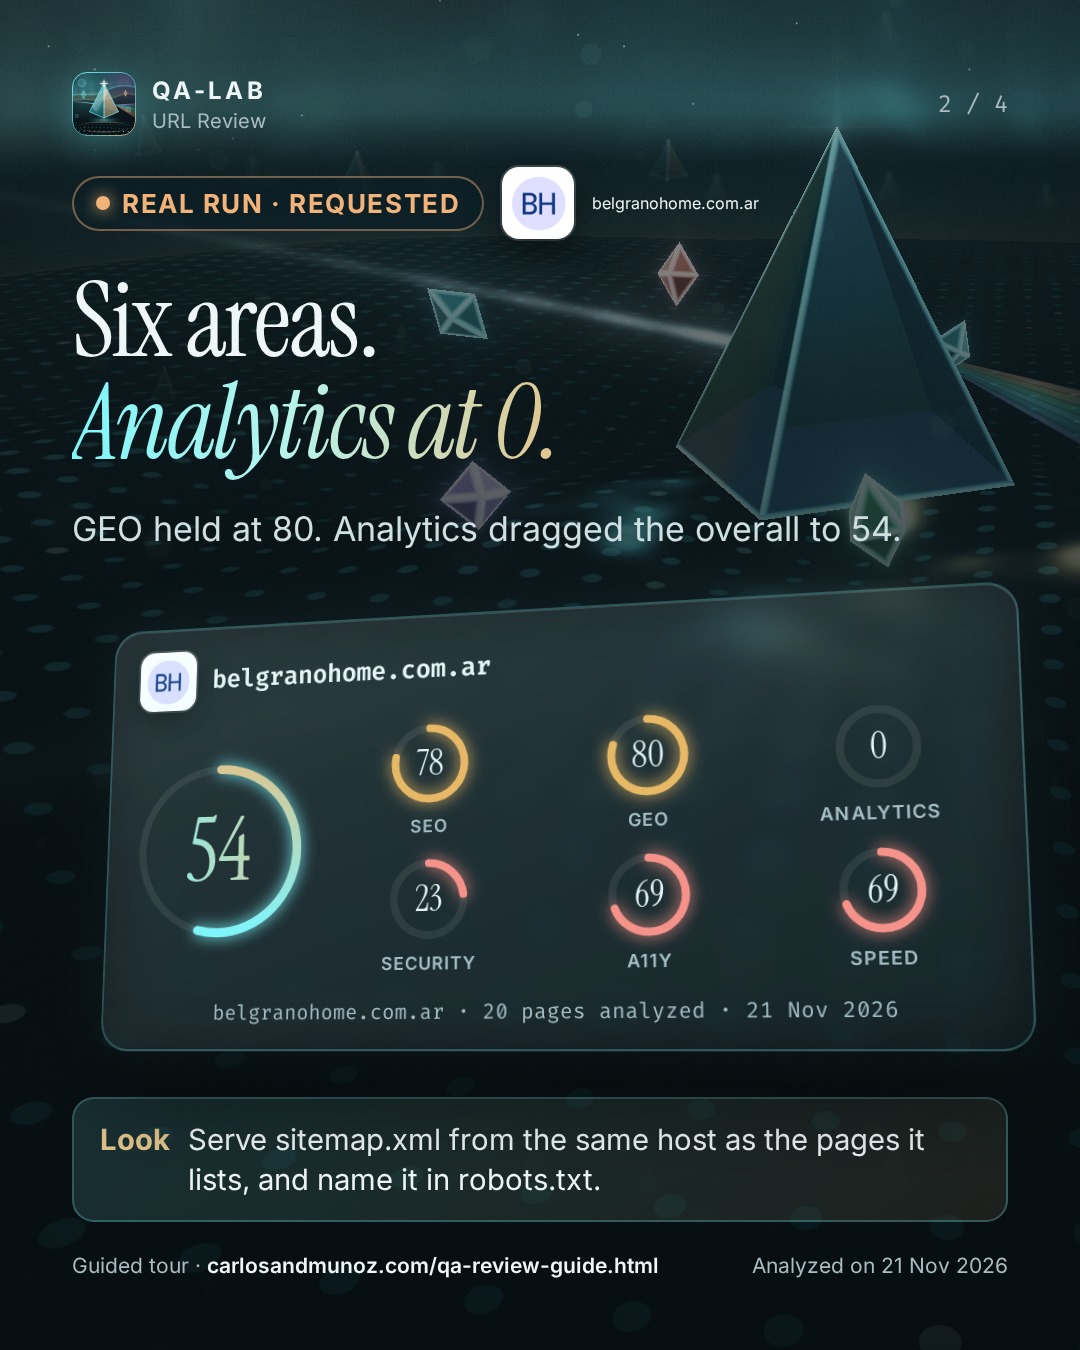 QA-LAB
URL Review
2 / 4
REAL RUN · REQUESTED
BH
belgranohome.com.ar
Six areas.
Analytics at 0.
GEO held at 80. Analytics dragged the overall to 54.
BH
belgranohome.com.ar
54
78
SEO
80
GEO
0
ANALYTICS
23
SECURITY
69
A11Y
69
SPEED
belgranohome.com.ar · 20 pages analyzed · 21 Nov 2026
Look Serve sitemap.xml from the same host as the pages it
lists, and name it in robots.txt.
Guided tour · carlosandmunoz.com/qa-review-guide.html
Analyzed on 21 Nov 2026